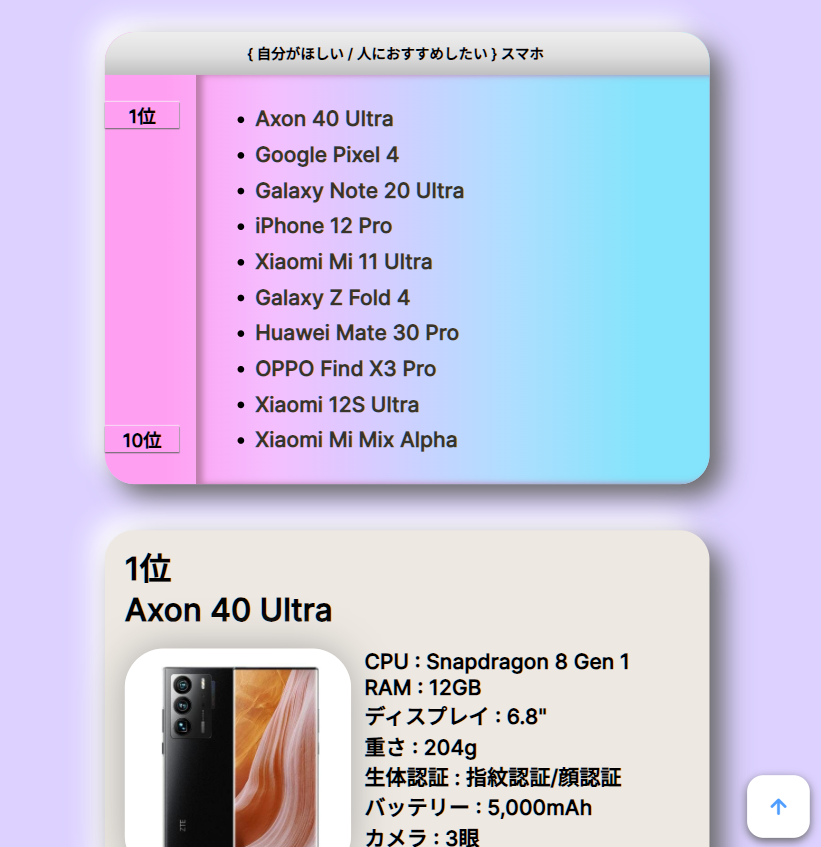 { 自分がほしい / 人におすすめしたい } スマホ
1位
Axon 40 Ultra
Google Pixel 4
Galaxy Note 20 Ultra
iPhone 12 Pro
Xiaomi Mi 11 Ultra
Galaxy Z Fold 4
Huawei Mate 30 Pro
OPPO Find X3 Pro
Xiaomi 12S Ultra
10位
Xiaomi Mi Mix Alpha
1位
Axon 40 Ultra
CPU : Snapdragon 8 Gen 1
RAM : 12GB
ディスプレイ : 6.8"
重さ : 204g
生体認証 : 指紋認証/顔認証
バッテリー : 5,000mAh
カメラ : 3眼
ZTE